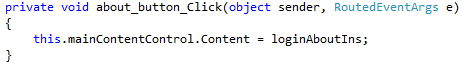 private void about_button_Click(object sender, RoutedEventArgs e)
{
    this.mainContentControl.Content = loginAboutIns;
}